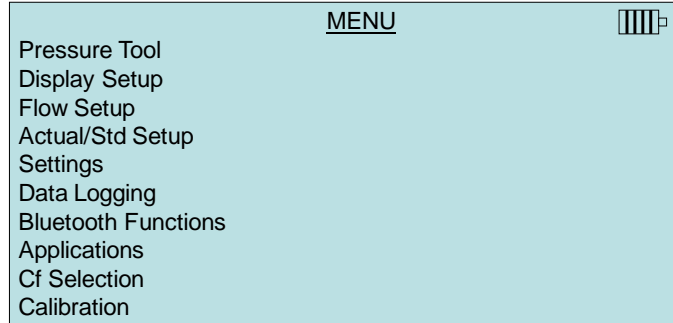 MENU
Pressure Tool
Display Setup
Flow Setup
Actual/Std Setup
Settings
Data Logging
Bluetooth Functions
Applications
Cf Selection
Calibration